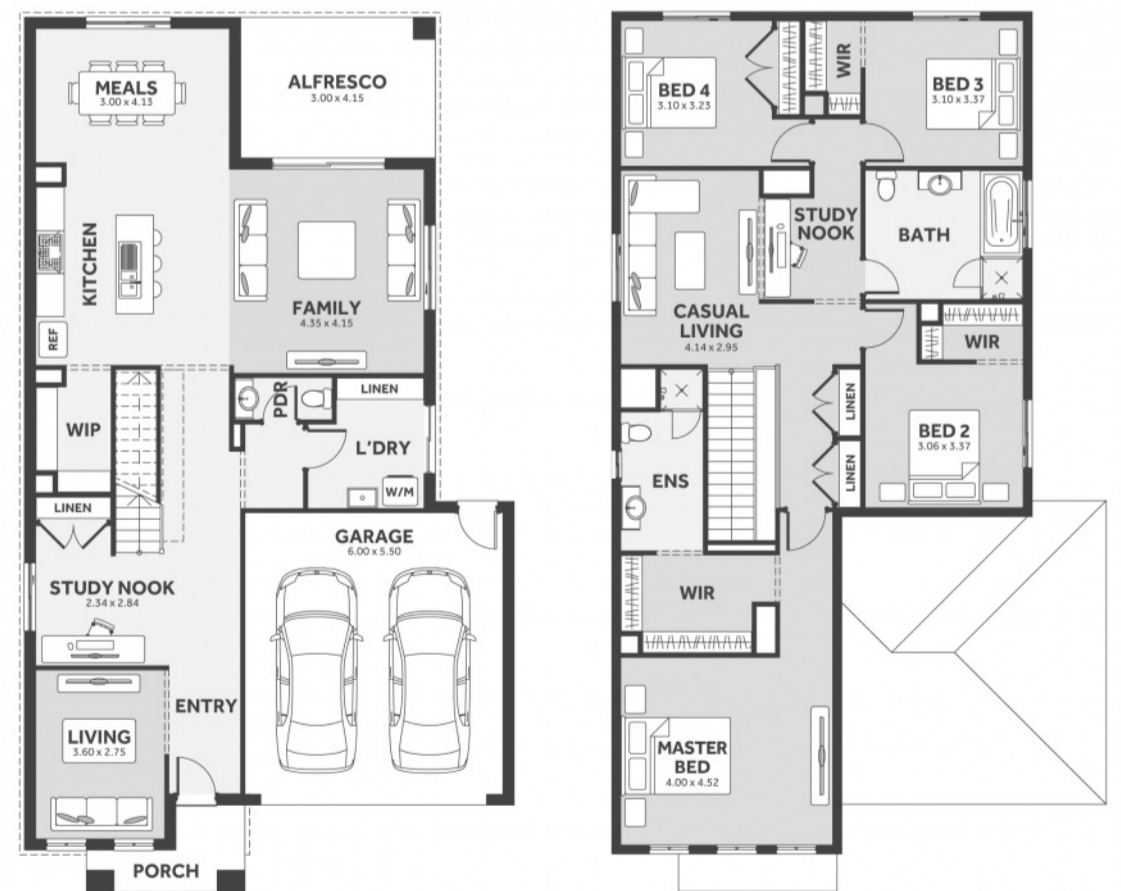 MEALS
3.00 x 4.13
ALFRESCO
3.00 x 4.15
KITCHEN
FAMILY
4.35 x 4.15
REF
WIP
PDR
LINEN
L'DRY
W/M
LINEN
GARAGE
6.00 x 5.50
STUDY NOOK
2.34 x 2.84
ENTRY
LIVING
3.60 x 2.75
PORCH
BED 4
3.10 x 3.23
WIR
BED 3
3.10 x 3.37
STUDY
NOOK
BATH
CASUAL
LIVING
4.14 x 2.95
WIR
LINEN
BED 2
3.06 x 3.37
LINEN
ENS
WIR
MASTER
BED
4.00 x 4.52